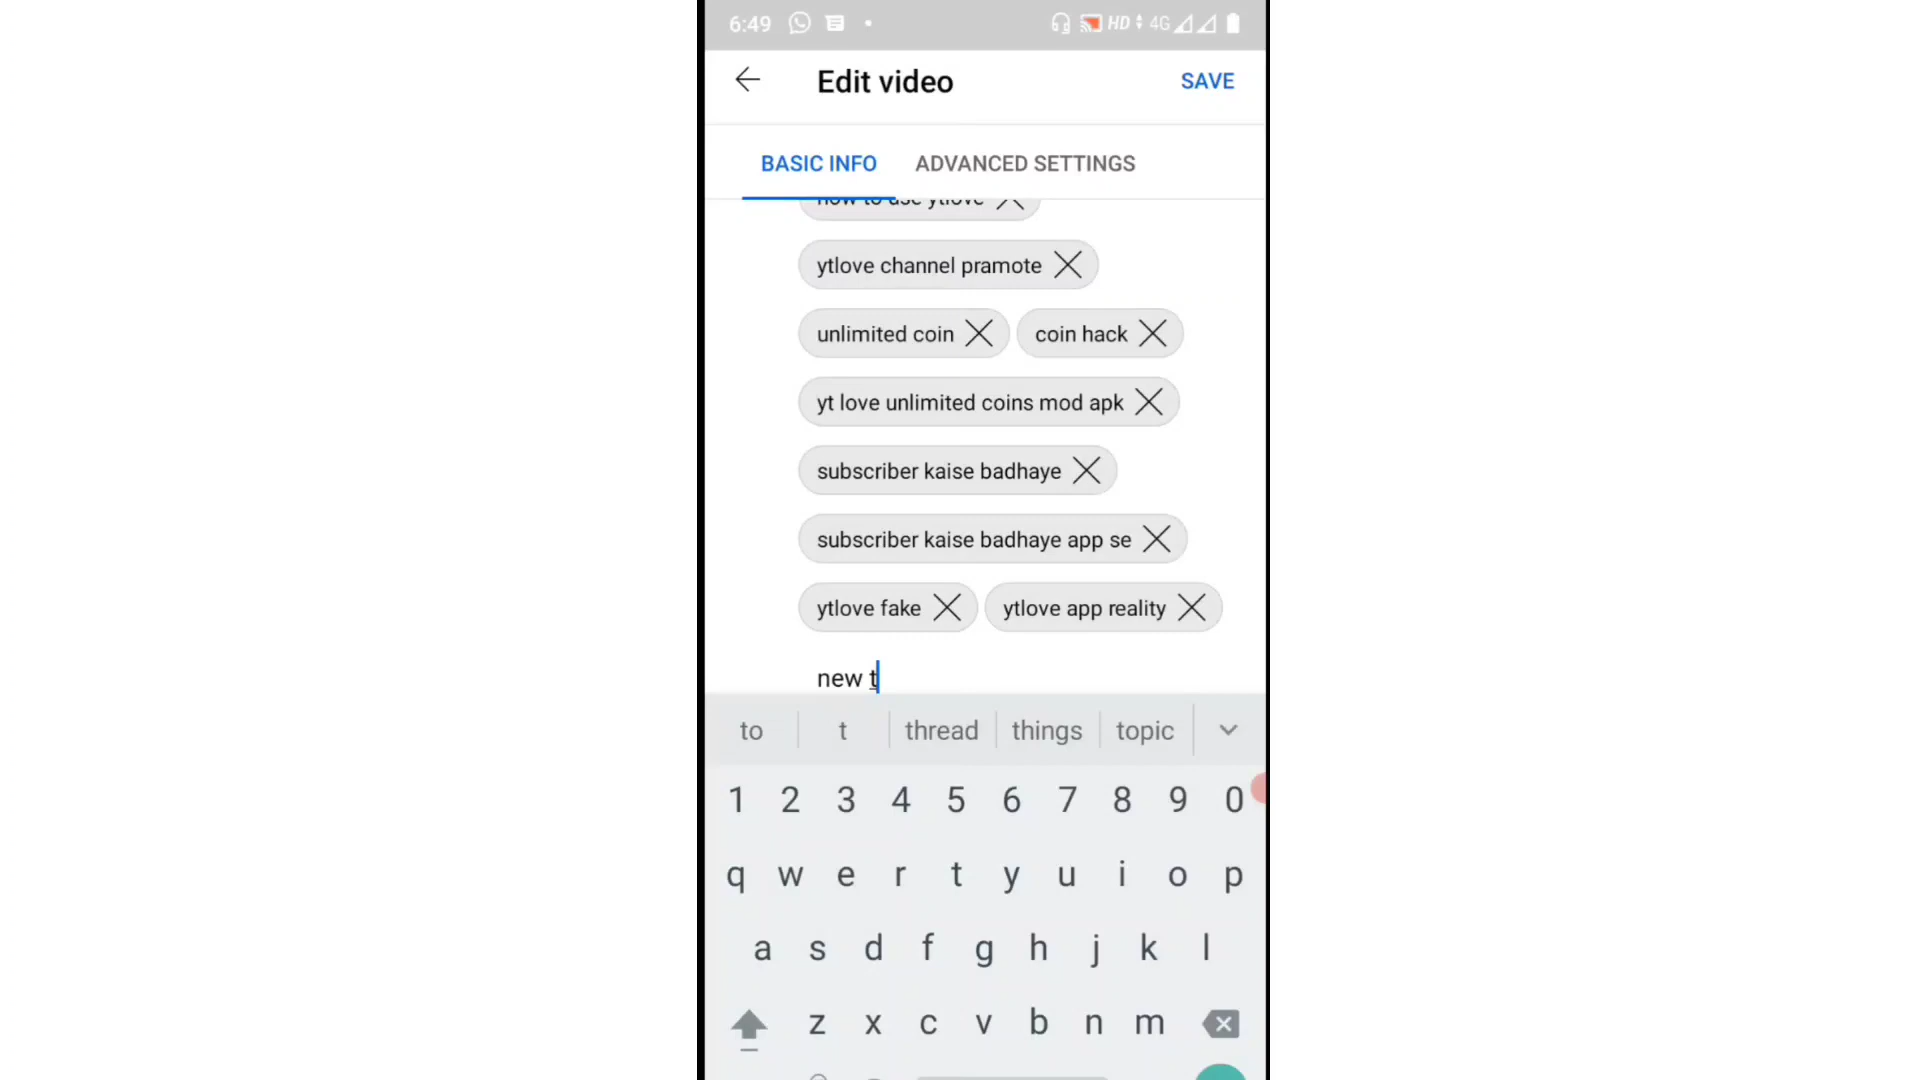 6:49 HD 4G
Edit video SAVE
BASIC INFO ADVANCED SETTINGS
how to use ytlove
ytlove channel pramote
unlimited coin coin hack
yt love unlimited coins mod apk
subscriber kaise badhaye
subscriber kaise badhaye app se
ytlove fake ytlove app reality
new t
to t thread things topic
1 2 3 4 5 6 7 8 9 0
q w e r t y u i o p
a s d f g h j k l
z x c v b n m